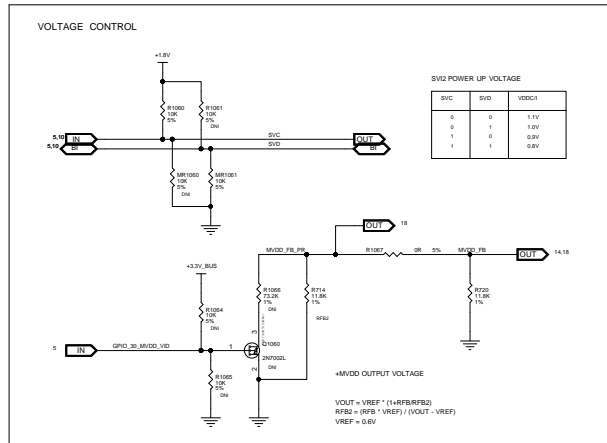 VOLTAGE CONTROL
+1.8V
R1060
10K
5%
R1061
10K
5%
DNI
5,10
IN
SVC
OUT
5,10
BI
SVD
BI
MR1060
10K
5%
DNI
MR1061
10K
5%
SVI2 POWER UP VOLTAGE
SVC SVD VDDC/I
0 0 1.1V
0 1 1.0V
1 0 0.9V
1 1 0.8V
OUT 18
MVDD_FB_PR
R1067 0R 5%
MVDD_FB
OUT 14,18
+3.3V_BUS
R1066
73.2K
1%
DNI
R714
11.8K
1%
RFB2
R720
11.8K
1%
R1064
10K
5%
DNI
5
IN
GPIO_30_MVDD_VID
1
3
2
Q1060
2N7002L
DNI
R1065
10K
5%
DNI
+MVDD OUTPUT VOLTAGE
VOUT = VREF * (1+RFB/RFB2)
RFB2 = (RFB * VREF) / (VOUT - VREF)
VREF = 0.6V